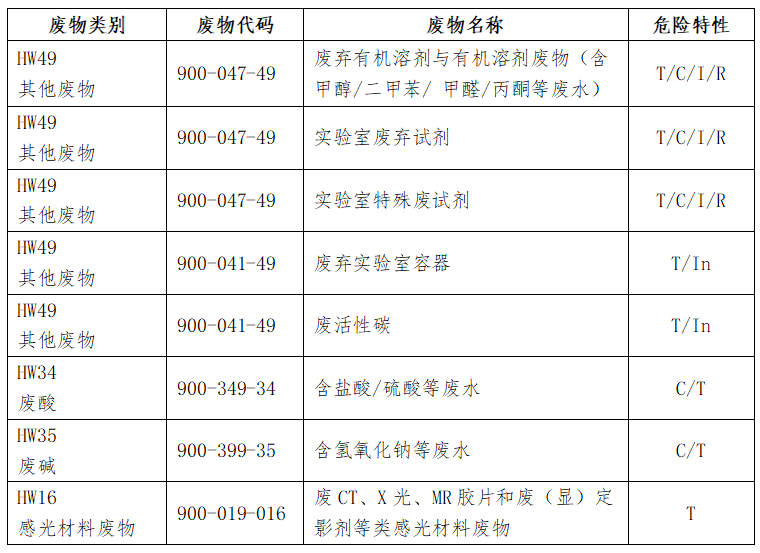 废物类别 废物代码 废物名称 危险特性
HW49
其他废物 900-047-49 废弃有机溶剂与有机溶剂废物（含
甲醇/二甲苯/ 甲醛/丙酮等废水） T/C/I/R
HW49
其他废物 900-047-49 实验室废弃试剂 T/C/I/R
HW49
其他废物 900-047-49 实验室特殊废试剂 T/C/I/R
HW49
其他废物 900-041-49 废弃实验室容器 T/In
HW49
其他废物 900-041-49 废活性碳 T/In
HW34
废酸 900-349-34 含盐酸/硫酸等废水 C/T
HW35
废碱 900-399-35 含氢氧化钠等废水 C/T
HW16
感光材料废物 900-019-016 废CT、X光、MR胶片和废（显）定
影剂等类感光材料废物 T